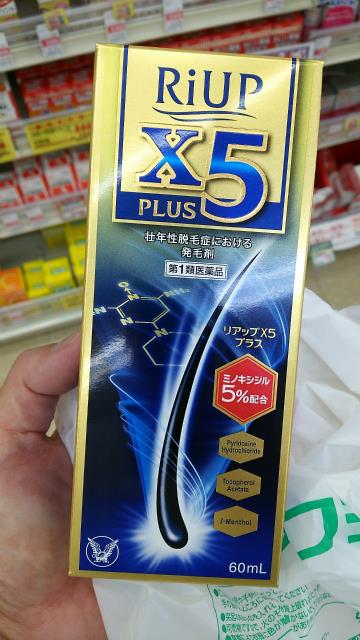 RiUP
X5
PLUS
壮年性脱毛症における
発毛剤
第1類医薬品
リアップX5
プラス
ミノキシジル
5%配合
Pyridoxine
Hydrochloride
Tocopherol
Acetate
l-Menthol
60mL